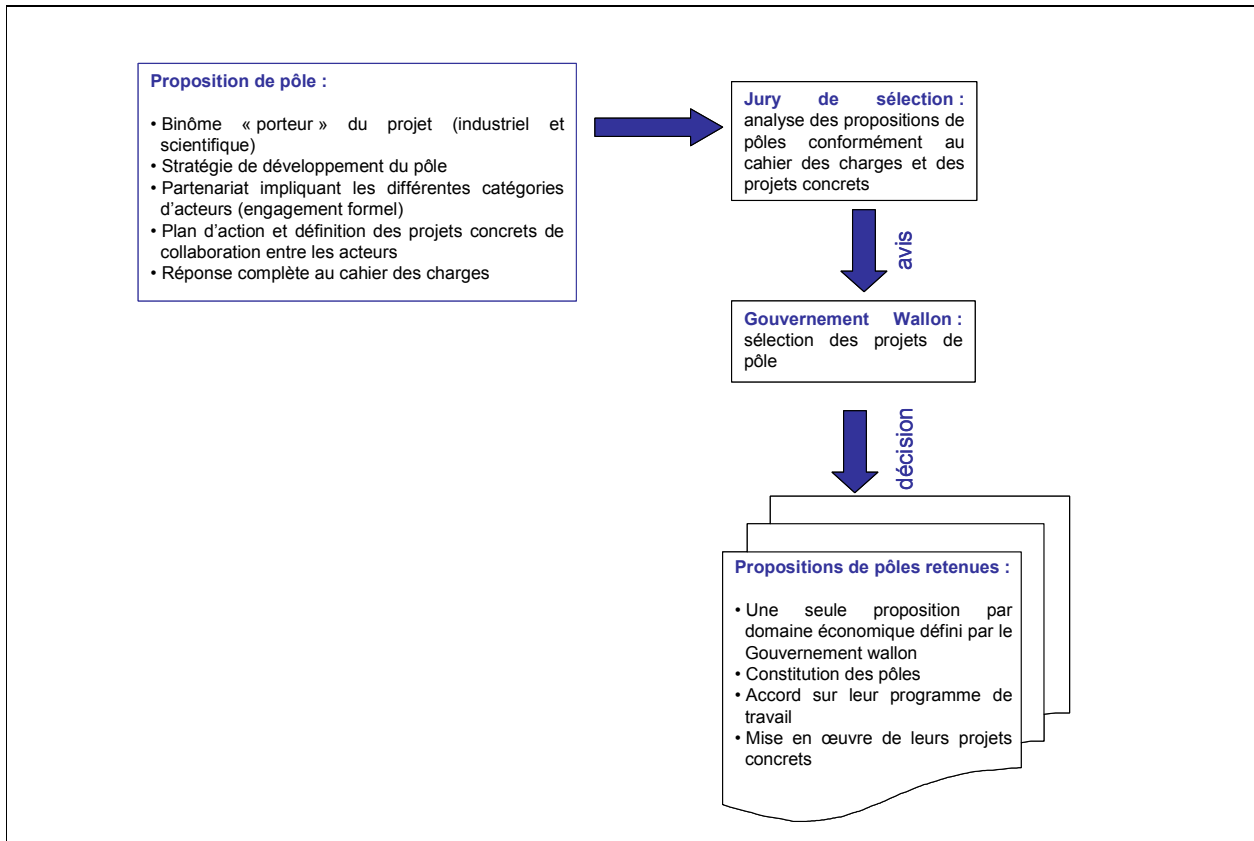 Proposition de pôle :
• Binôme « porteur » du projet (industriel et
scientifique)
• Stratégie de développement du pôle
• Partenariat impliquant les différentes catégories
d’acteurs (engagement formel)
• Plan d’action et définition des projets concrets de
collaboration entre les acteurs
• Réponse complète au cahier des charges
Jury de sélection :
analyse des propositions de
pôles conformément au
cahier des charges et des
projets concrets
avis
Gouvernement Wallon :
sélection des projets de
pôle
décision
Propositions de pôles retenues :
• Une seule proposition par
domaine économique défini par le
Gouvernement wallon
• Constitution des pôles
• Accord sur leur programme de
travail
• Mise en œuvre de leurs projets
concrets